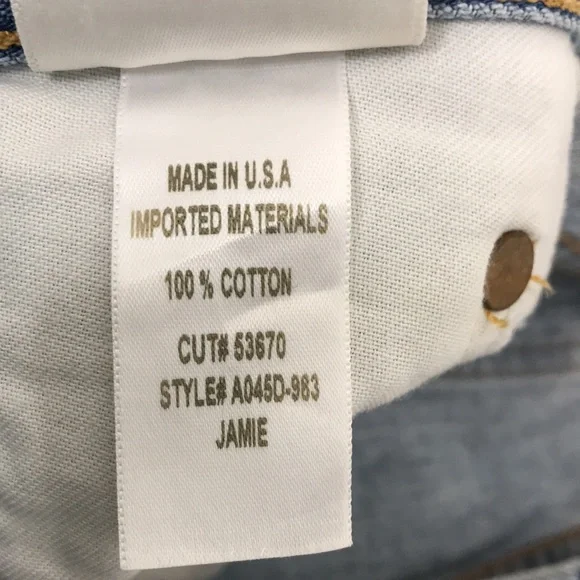 MADE IN U.S.A
IMPORTED MATERIALS
100 % COTTON
CUT# 53670
STYLE# A045D-983
JAMIE